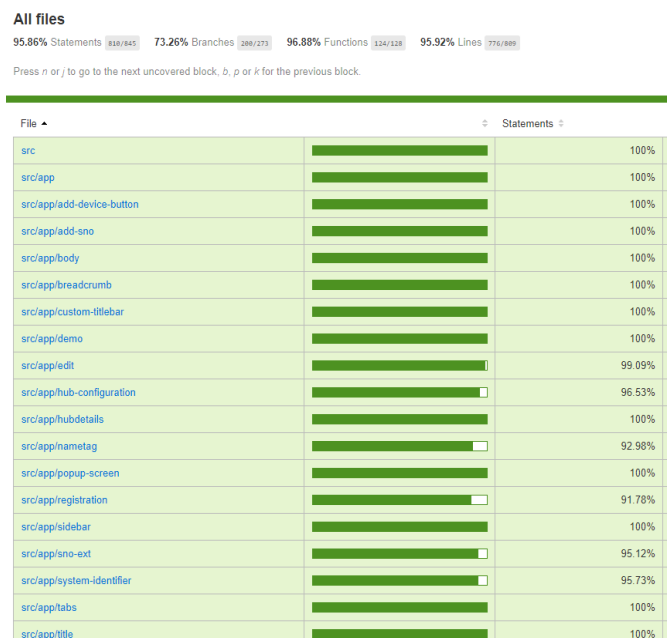 All files
95.86% Statements 810/845 73.26% Branches 200/273 96.88% Functions 124/128 95.92% Lines 776/809
Press n or j to go to the next uncovered block, b, p or k for the previous block.
File Statements
src 100%
src/app 100%
src/app/add-device-button 100%
src/app/add-sno 100%
src/app/body 100%
src/app/breadcrumb 100%
src/app/custom-titlebar 100%
src/app/demo 100%
src/app/edit 99.09%
src/app/hub-configuration 96.53%
src/app/hubdetails 100%
src/app/nametag 92.98%
src/app/popup-screen 100%
src/app/registration 91.78%
src/app/sidebar 100%
src/app/sno-ext 95.12%
src/app/system-identifier 95.73%
src/app/tabs 100%
src/app/title 100%